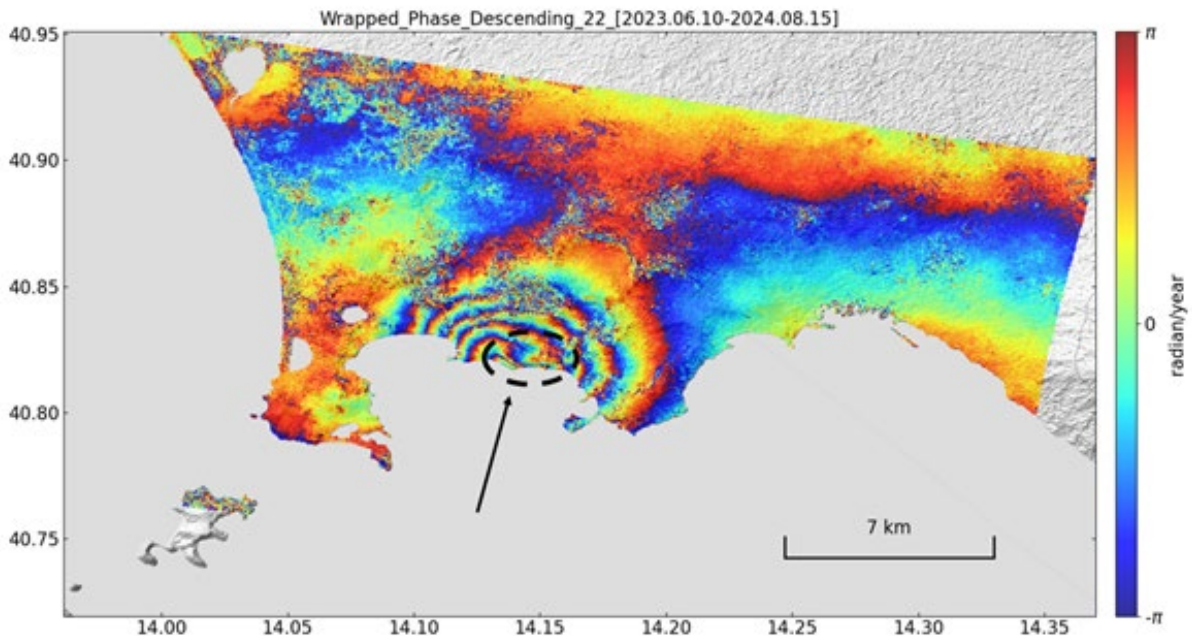 Wrapped_Phase_Descending_22_[2023.06.10-2024.08.15]
40.95
40.90
40.85
40.80
40.75
14.00 14.05 14.10 14.15 14.20 14.25 14.30 14.35
7 km
π
0
-π
radian/year